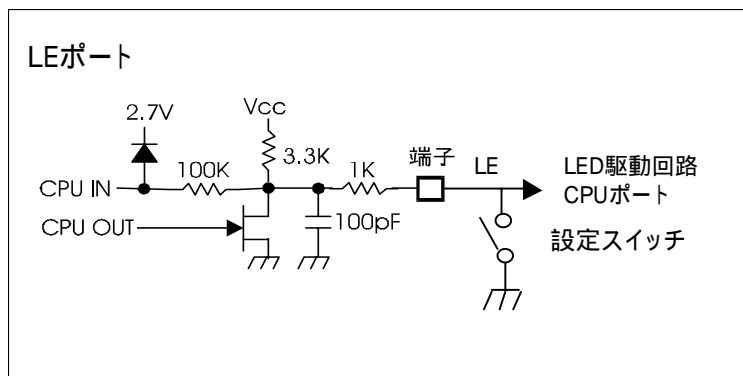 LEポート
2.7V
Vcc
100K
3.3K
1K
端子
LE
LED駆動回路
CPUポート
CPU IN
CPU OUT
100pF
設定スイッチ